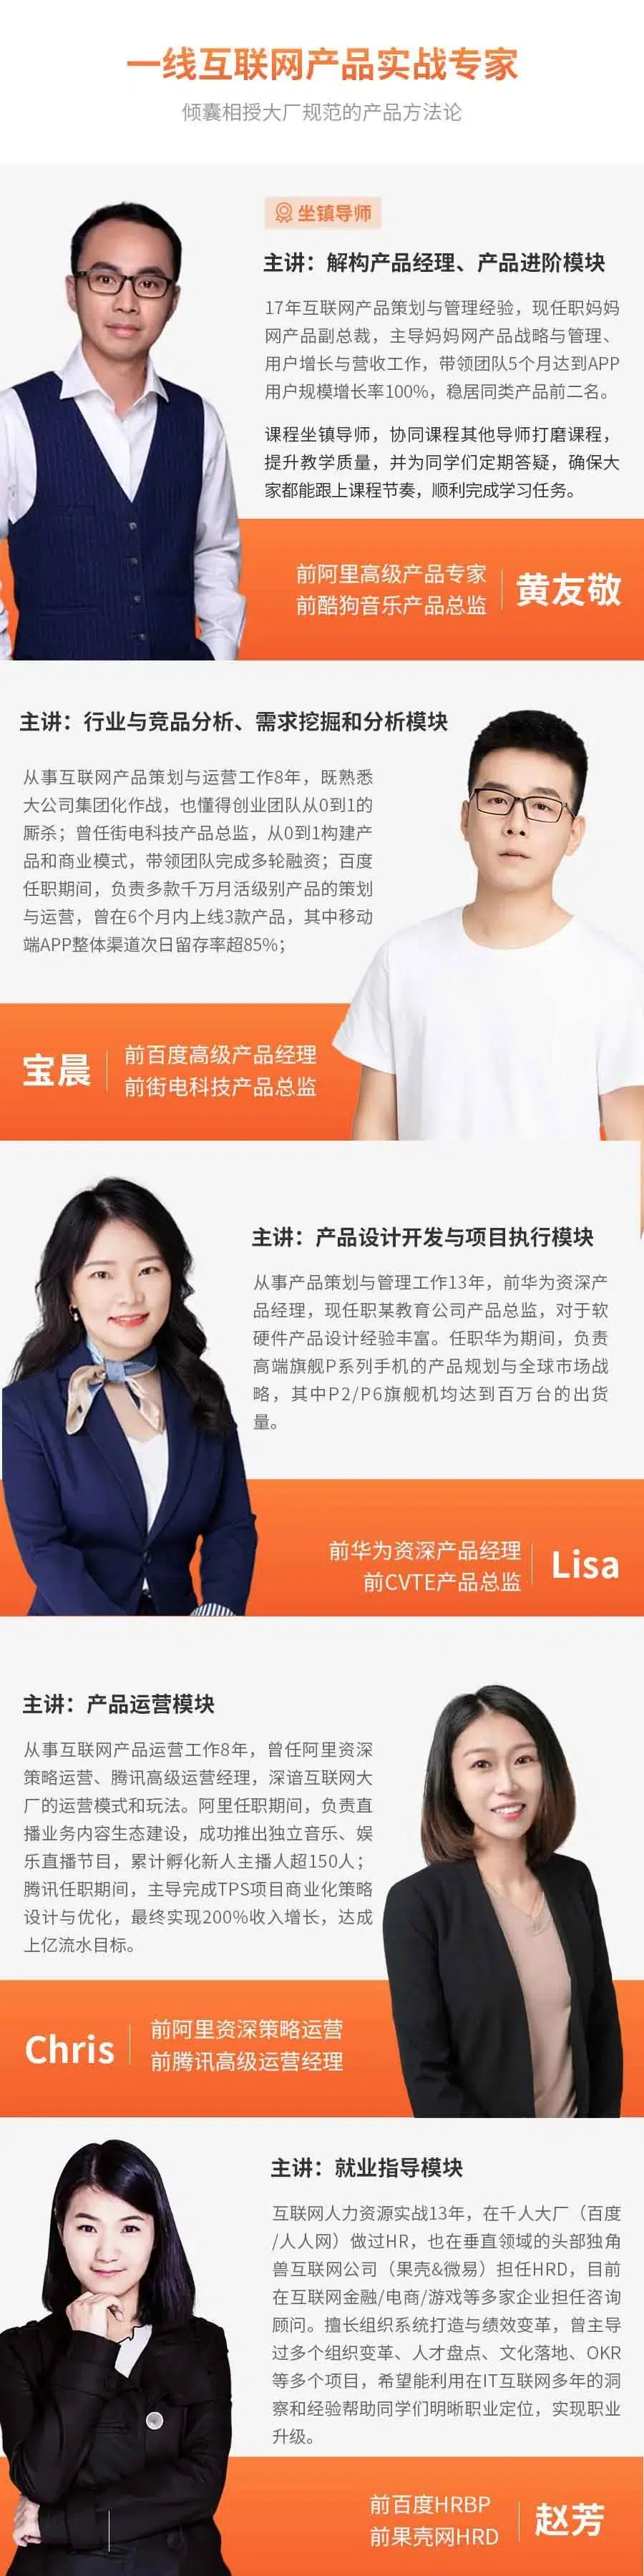 一线互联网产品实战专家
倾囊相授大厂规范的产品方法论
坐镇导师
主讲：解构产品经理、产品进阶模块
17年互联网产品策划与管理经验，现任职妈妈
网产品副总裁，主导妈妈网产品战略与管理、
用户增长与营收工作，带领团队5个月达到APP
用户规模增长率100%，稳居同类产品前二名。
课程坐镇导师，协同课程其他导师打磨课程，
提升教学质量，并为同学们定期答疑，确保大
家都能跟上课程节奏，顺利完成学习任务。
前阿里高级产品专家
前酷狗音乐产品总监
黄友敬
主讲：行业与竞品分析、需求挖掘和分析模块
从事互联网产品策划与运营工作8年，既熟悉
大公司集团化作战，也懂得创业团队从0到1的
厮杀；曾任街电科技产品总监，从0到1构建产
品和商业模式，带领团队完成多轮融资；百度
任职期间，负责多款千万月活级别产品的策划
与运营，曾在6个月内上线3款产品，其中移动
端APP整体渠道次日留存率超85%；
宝晨
前百度高级产品经理
前街电科技产品总监
主讲：产品设计开发与项目执行模块
从事产品策划与管理工作13年，前华为资深产
品经理，现任职某教育公司产品总监，对于软
硬件产品设计经验丰富。任职华为期间，负责
高端旗舰P系列手机的产品规划与全球市场战
略，其中P2/P6旗舰机均达到百万台的出货
量。
前华为资深产品经理
前CVTE产品总监
Lisa
主讲：产品运营模块
从事互联网产品运营工作8年，曾任阿里资深
策略运营、腾讯高级运营经理，深谙互联网大
厂的运营模式和玩法。阿里任职期间，负责直
播业务内容生态建设，成功推出独立音乐、娱
乐直播节目，累计孵化新人主播人超150人；
腾讯任职期间，主导完成TPS项目商业化策略
设计与优化，最终实现200%收入增长，达成
上亿流水目标。
Chris
前阿里资深策略运营
前腾讯高级运营经理
主讲：就业指导模块
互联网人力资源实战13年，在千人大厂（百度
/人人网）做过HR，也在垂直领域的头部独角
兽互联网公司（果壳&微易）担任HRD，目前
在互联网金融/电商/游戏等多家企业担任咨询
顾问。擅长组织系统打造与绩效变革，曾主导
过多个组织变革、人才盘点、文化落地、OKR
等多个项目，希望能利用在IT互联网多年的洞
察和经验帮助同学们明晰职业定位，实现职业
升级。
前百度HRBP
前果壳网HRD
赵芳